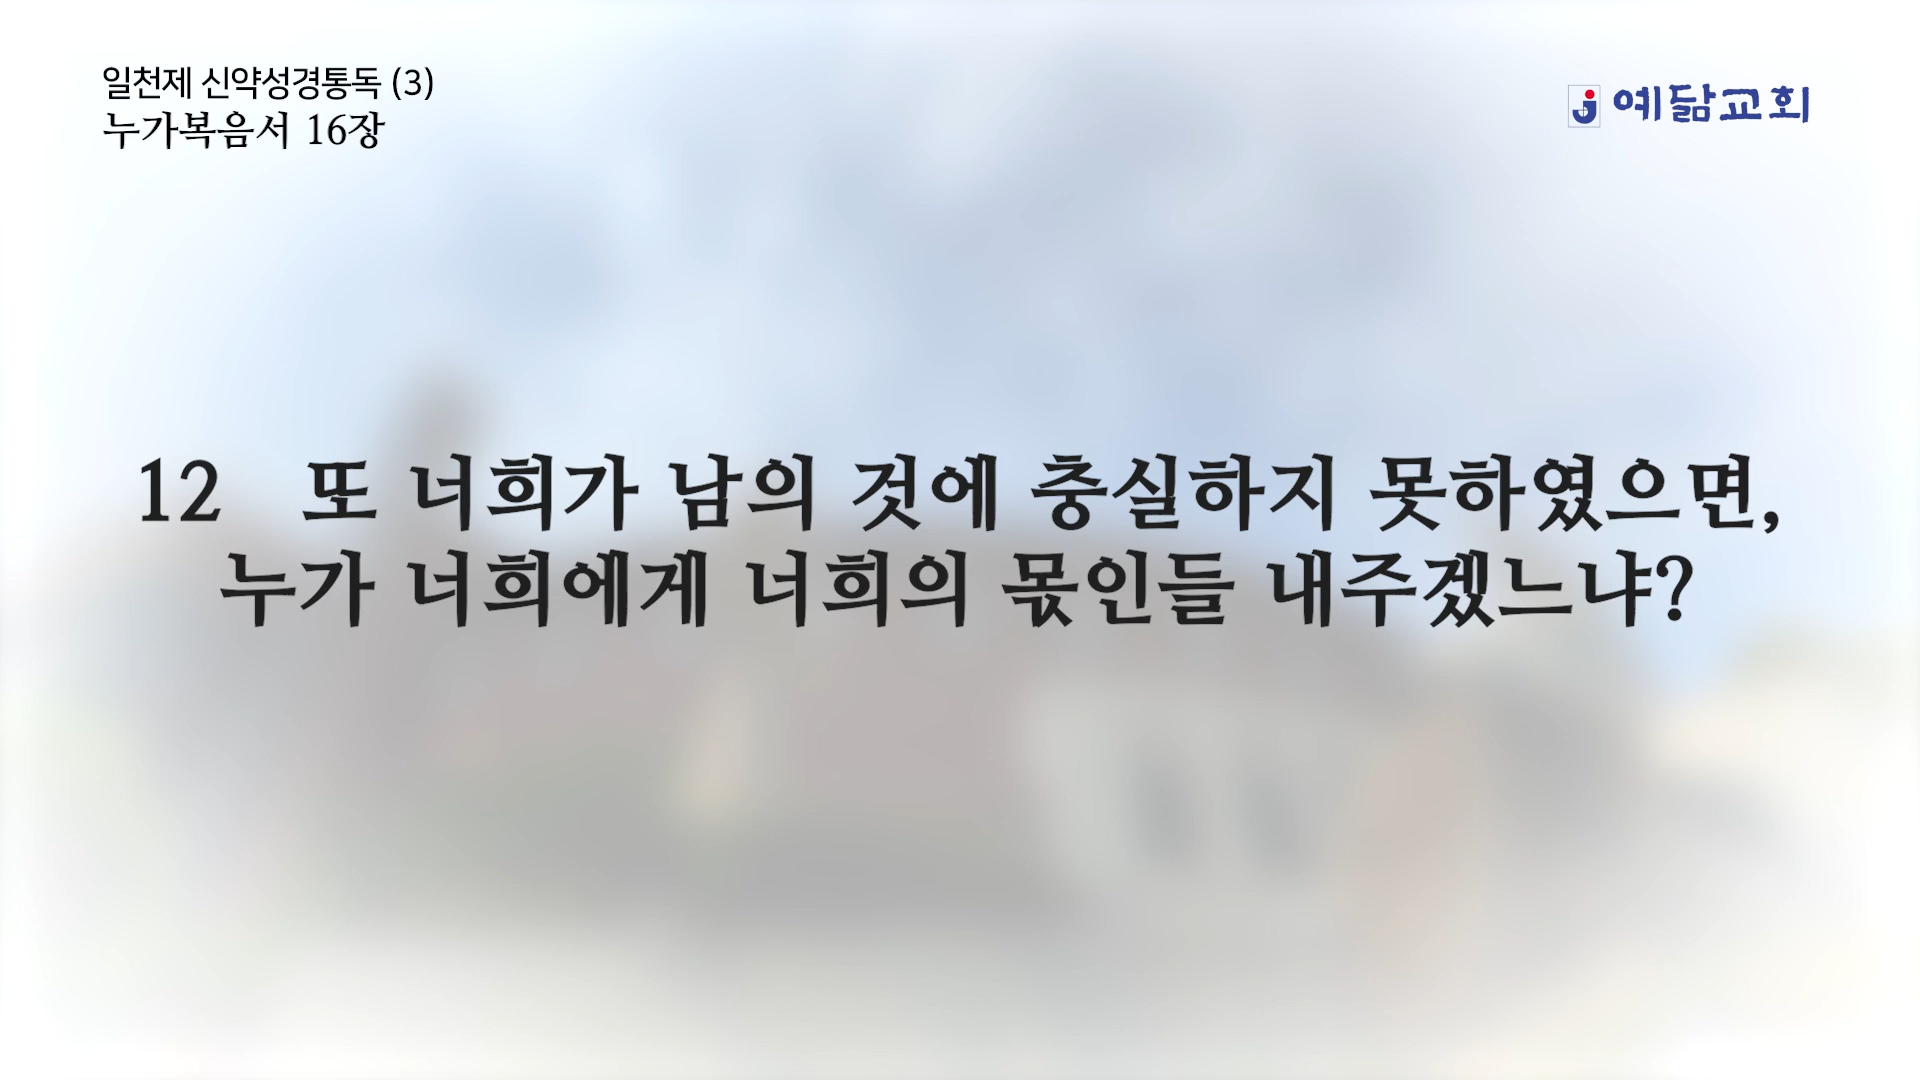 일천제 신약성경통독 (3)
누가복음서 16장
예닮교회
12 또 너희가 남의 것에 충실하지 못하였으면,
누가 너희에게 너희의 몫인들 내주겠느냐?